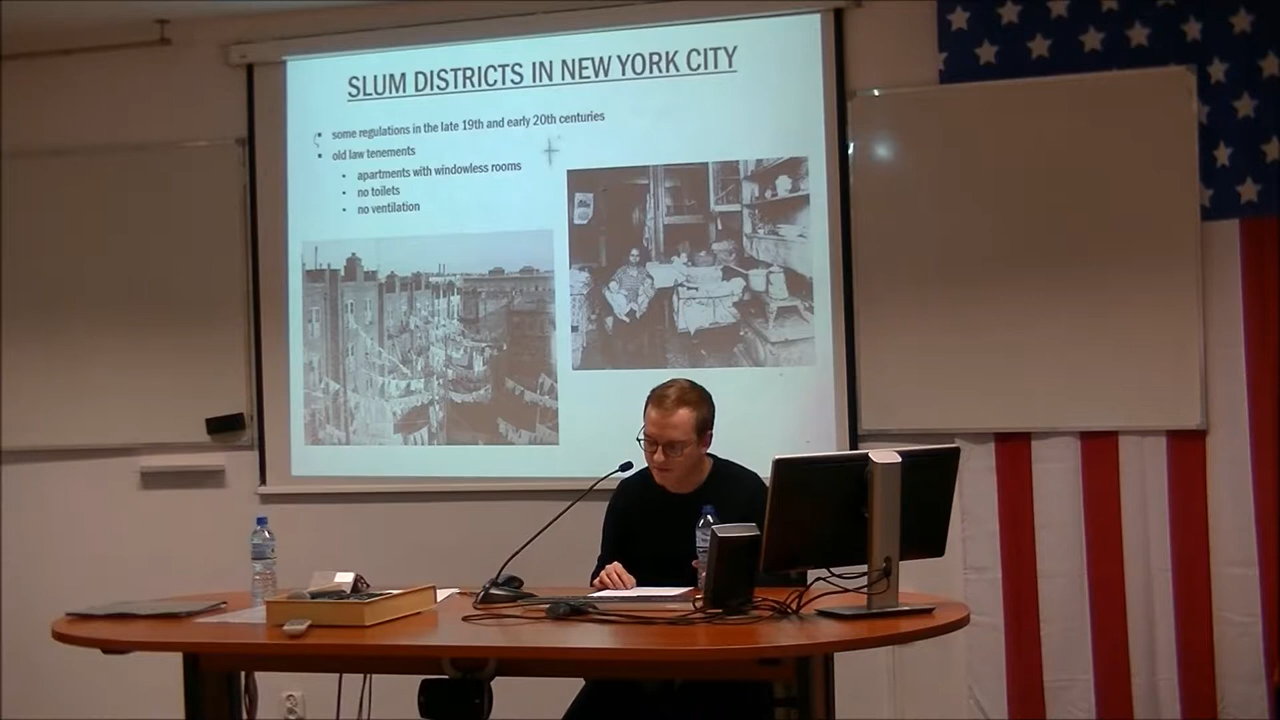 SLUM DISTRICTS IN NEW YORK CITY
some regulations in the late 19th and early 20th centuries
old law tenements
apartments with windowless rooms
no toilets
no ventilation